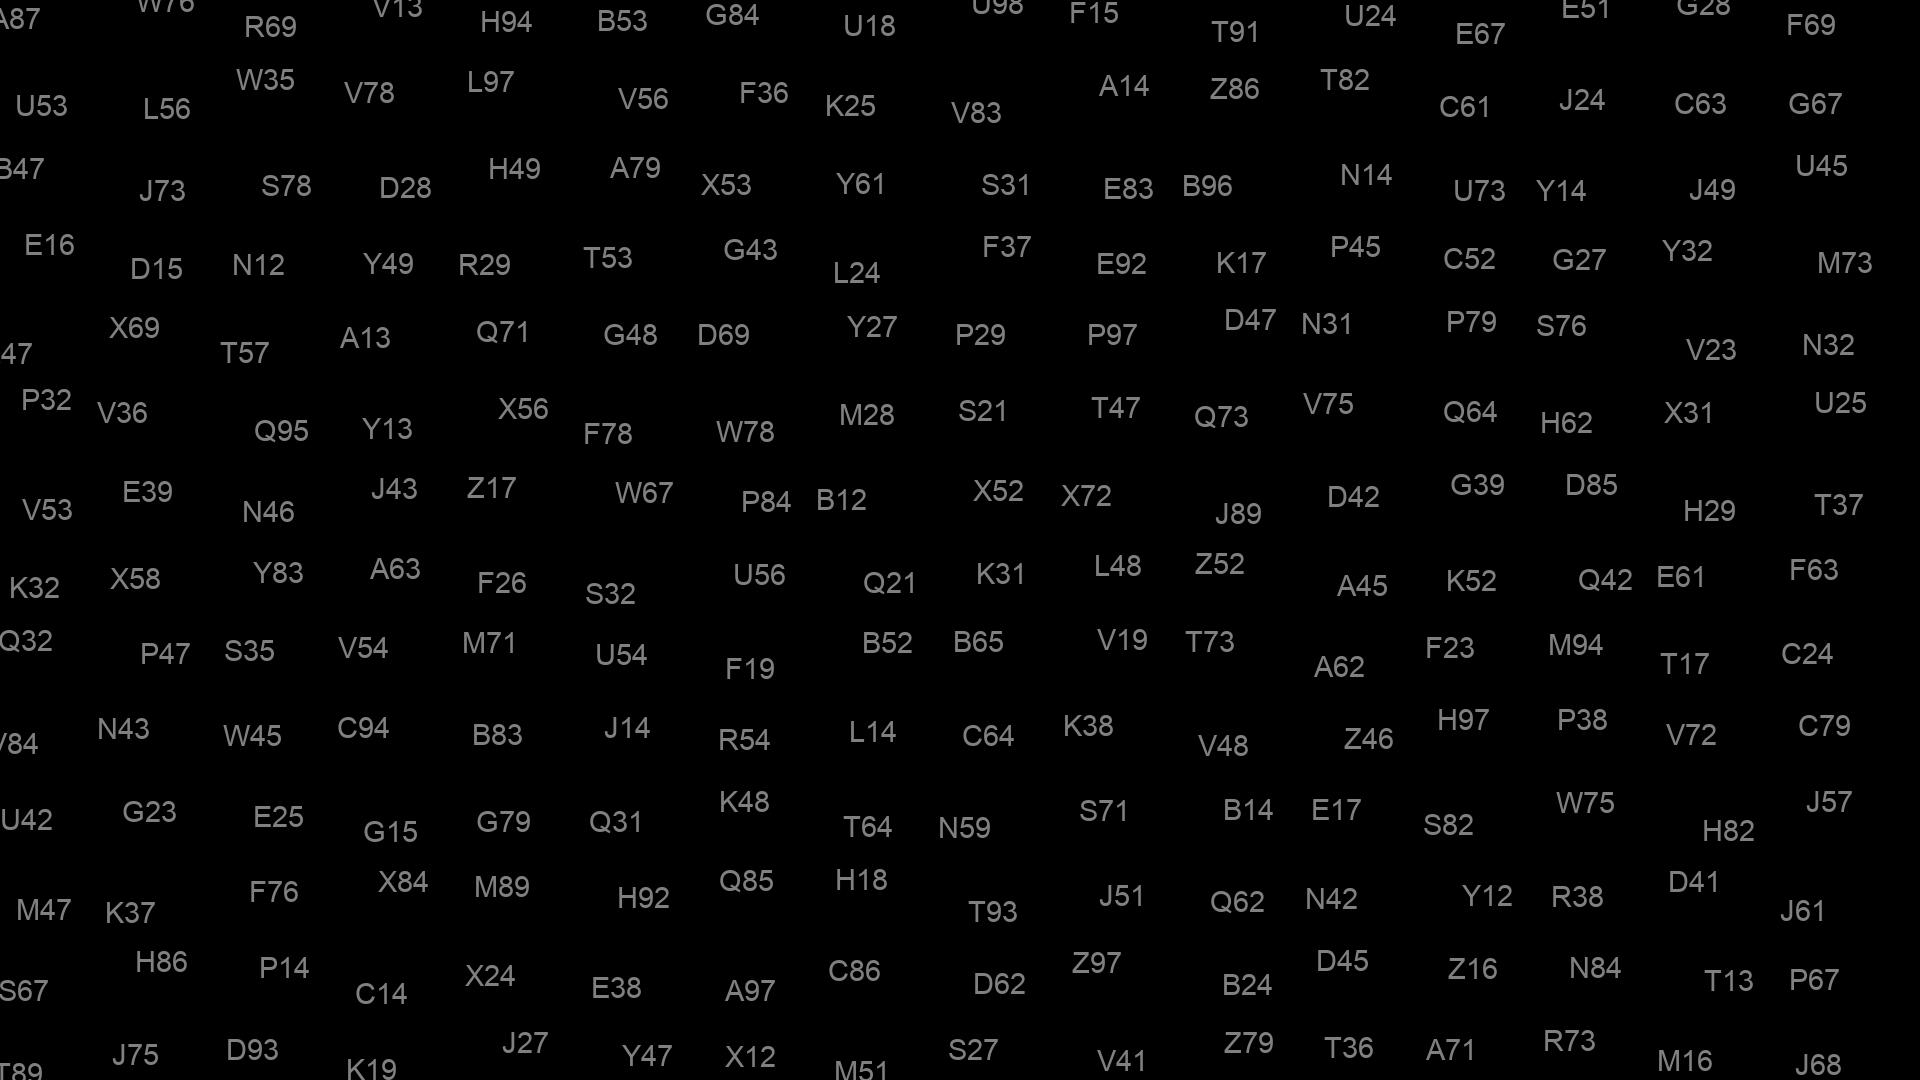 A87 W76 R69 V13 H94 B53 G84 U18 U98 F15 T91 U24 E67 E51 G28 F69
U53 L56 W35 V78 L97 V56 F36 K25 V83 A14 Z86 T82 C61 J24 C63 G67
B47 J73 S78 D28 H49 A79 X53 Y61 S31 E83 B96 N14 U73 Y14 J49 U45
E16 D15 N12 Y49 R29 T53 G43 L24 F37 E92 K17 P45 C52 G27 Y32 M73
47 X69 T57 A13 Q71 G48 D69 Y27 P29 P97 D47 N31 P79 S76 V23 N32
P32 V36 Q95 Y13 X56 F78 W78 M28 S21 T47 Q73 V75 Q64 H62 X31 U25
V53 E39 N46 J43 Z17 W67 P84 B12 X52 X72 J89 D42 G39 D85 H29 T37
K32 X58 Y83 A63 F26 S32 U56 Q21 K31 L48 Z52 A45 K52 Q42 E61 F63
Q32 P47 S35 V54 M71 U54 F19 B52 B65 V19 T73 A62 F23 M94 T17 C24
V84 N43 W45 C94 B83 J14 R54 L14 C64 K38 V48 Z46 H97 P38 V72 C79
U42 G23 E25 G15 G79 Q31 K48 T64 N59 S71 B14 E17 S82 W75 H82 J57
M47 K37 F76 X84 M89 H92 Q85 H18 T93 J51 Q62 N42 Y12 R38 D41 J61
S67 H86 P14 C14 X24 E38 A97 C86 D62 Z97 B24 D45 Z16 N84 T13 P67
T89 J75 D93 K19 J27 Y47 X12 M51 S27 V41 Z79 T36 A71 R73 M16 J68